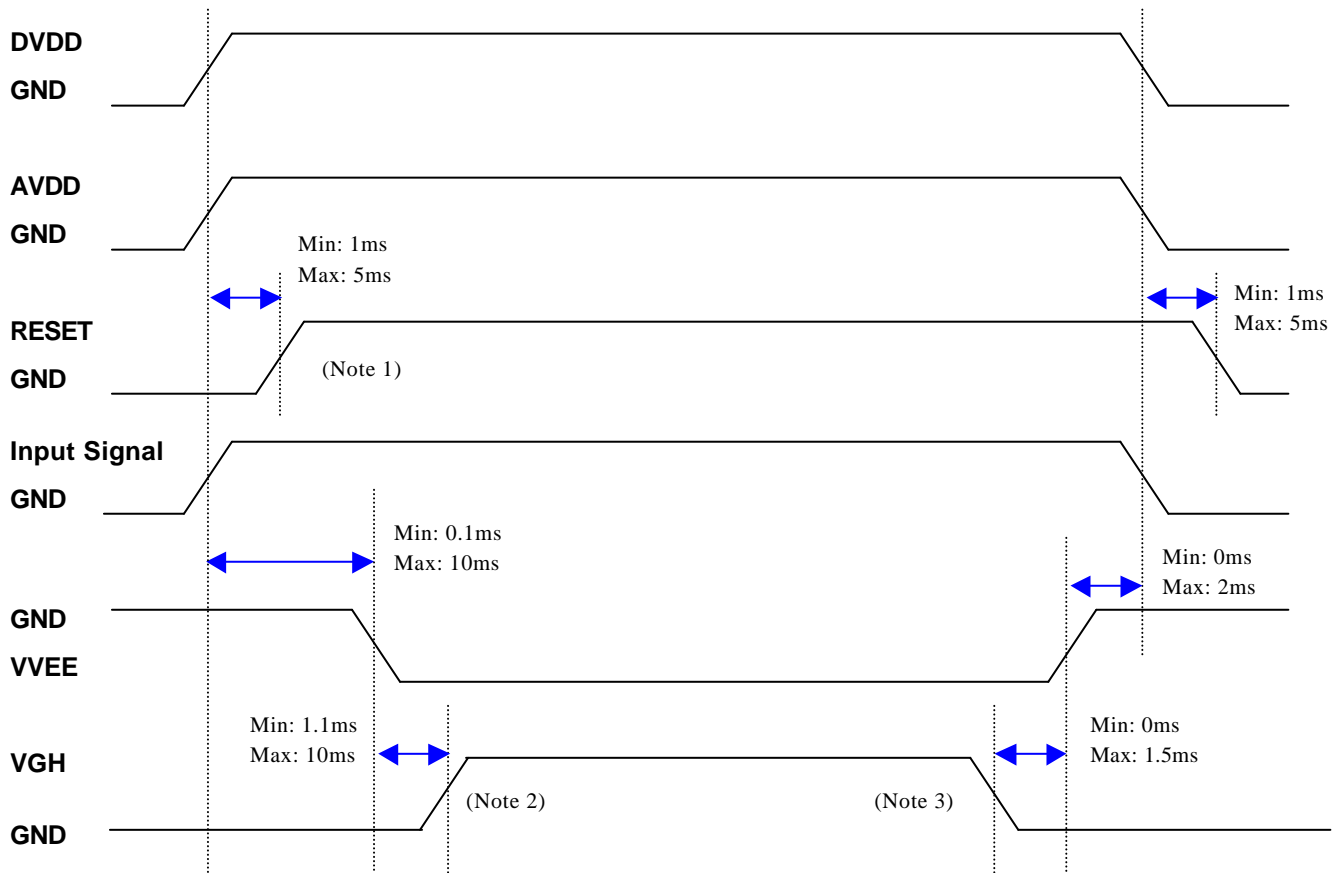 DVDD
GND
AVDD
GND
Min: 1ms
Max: 5ms
Min: 1ms
Max: 5ms
RESET
(Note 1)
GND
Input Signal
GND
Min: 0.1ms
Max: 10ms
Min: 0ms
Max: 2ms
GND
VVEE
Min: 1.1ms
Max: 10ms
Min: 0ms
Max: 1.5ms
VGH
(Note 2)
(Note 3)
GND